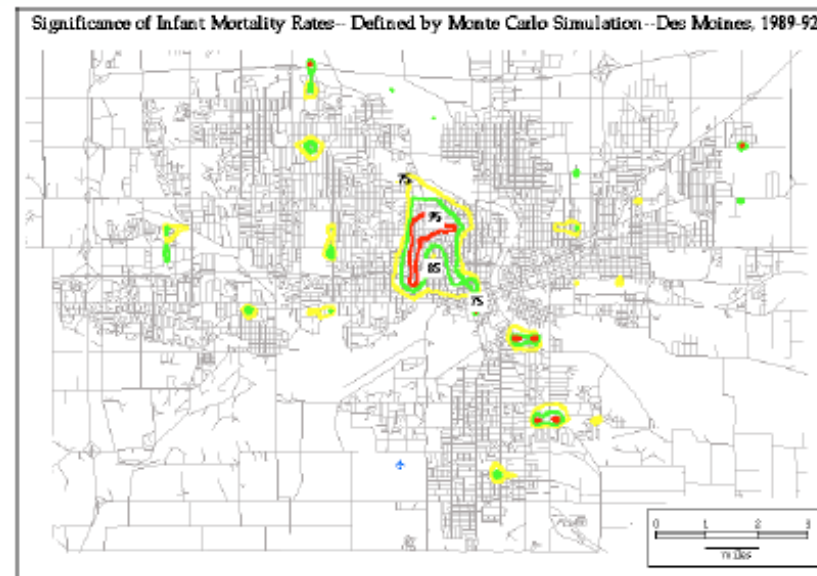 Significance of Infant Mortality Rates-- Defined by Monte Carlo Simulation--Des Moines, 1989-92
75
95
85
75
0 1 2 3
miles